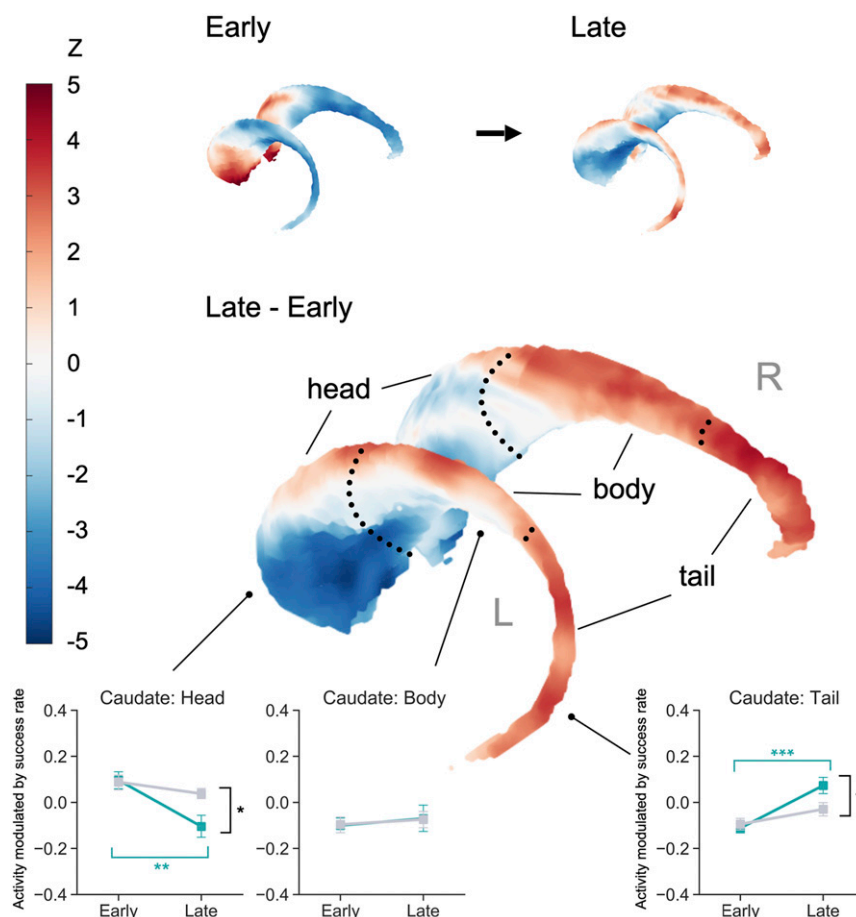 Early
Late
Z
5
4
3
2
1
0
-1
-2
-3
-4
-5
Late - Early
head
R
body
tail
L
Activity modulated by success rate
Caudate: Head
0.4
0.2
0.0
−0.2
−0.4
*
**
Early
Late
Caudate: Body
0.4
0.2
0.0
−0.2
−0.4
Early
Late
Activity modulated by success rate
Caudate: Tail
0.4
0.2
0.0
−0.2
−0.4
***
Early
Late